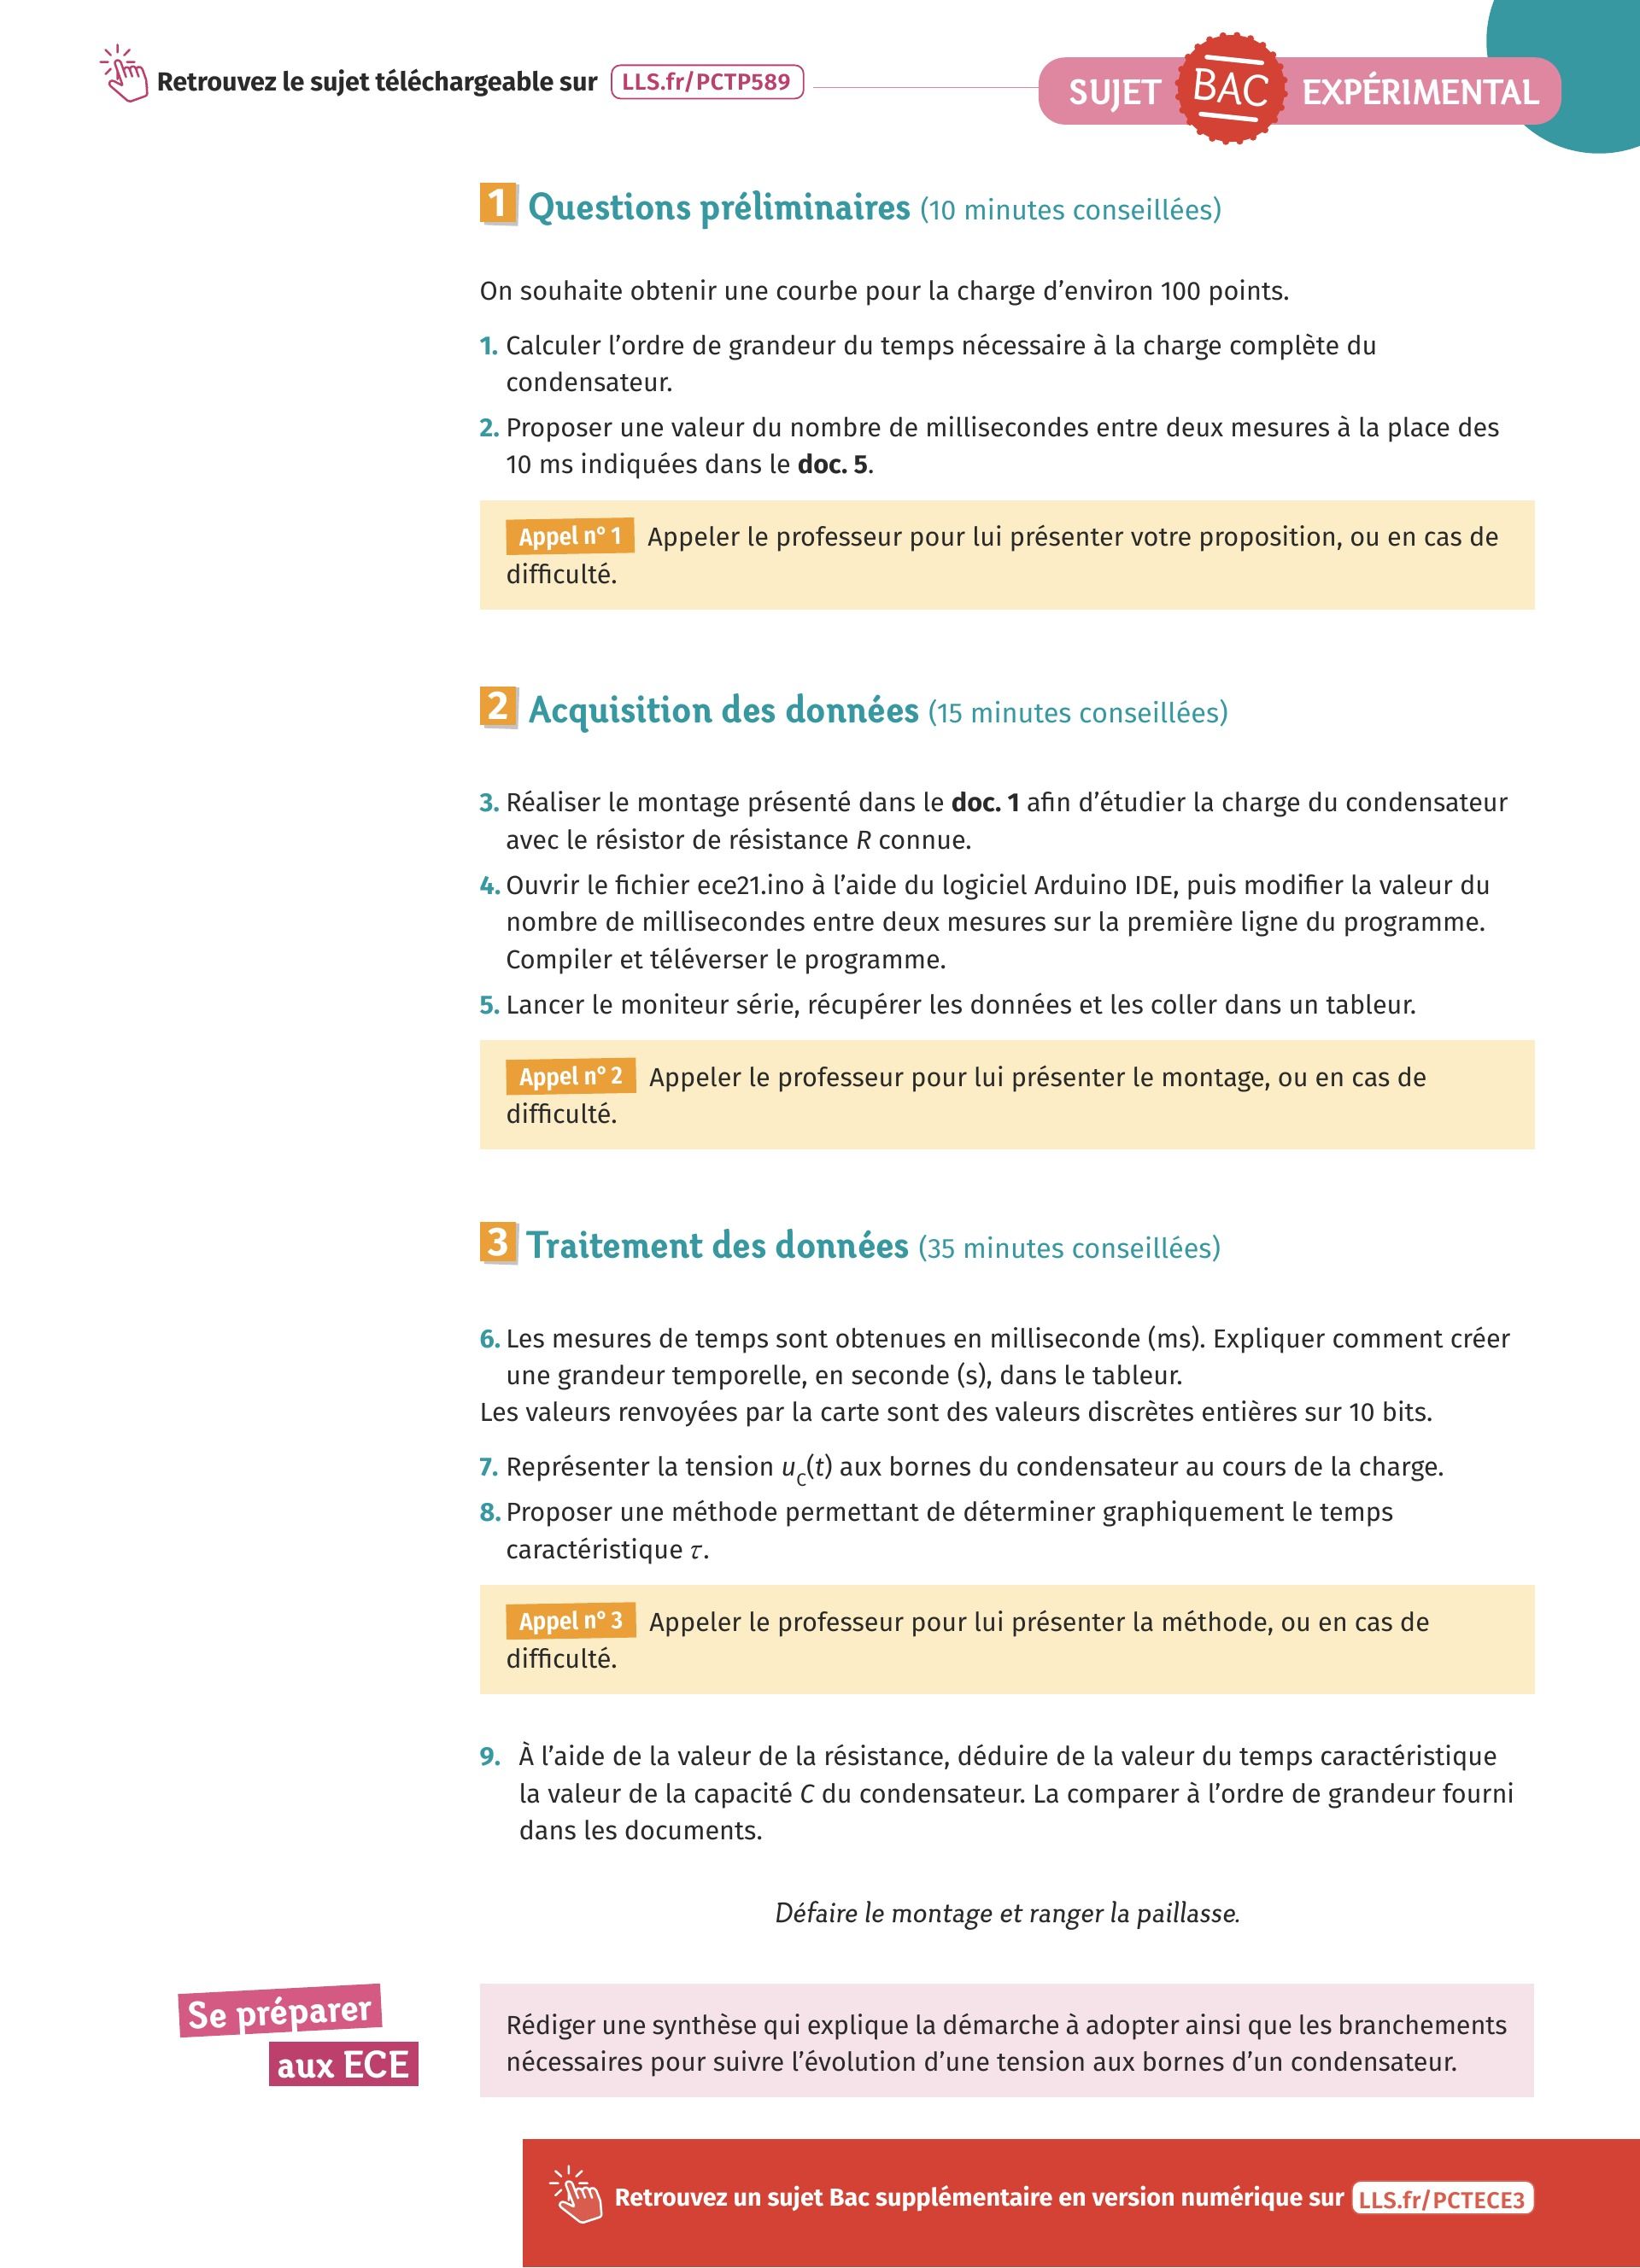 Retrouvez le sujet téléchargeable sur LLS.fr/PCTP589
SUJET BAC EXPÉRIMENTAL
1 Questions préliminaires (10 minutes conseillées)
On souhaite obtenir une courbe pour la charge d’environ 100 points.
1. Calculer l’ordre de grandeur du temps nécessaire à la charge complète du
condensateur.
2. Proposer une valeur du nombre de millisecondes entre deux mesures à la place des
10 ms indiquées dans le doc. 5.
Appel n° 1 Appeler le professeur pour lui présenter votre proposition, ou en cas de
difficulté.
2 Acquisition des données (15 minutes conseillées)
3. Réaliser le montage présenté dans le doc. 1 afin d’étudier la charge du condensateur
avec le résistor de résistance R connue.
4. Ouvrir le fichier ece21.ino à l’aide du logiciel Arduino IDE, puis modifier la valeur du
nombre de millisecondes entre deux mesures sur la première ligne du programme.
Compiler et téléverser le programme.
5. Lancer le moniteur série, récupérer les données et les coller dans un tableur.
Appel n° 2 Appeler le professeur pour lui présenter le montage, ou en cas de
difficulté.
3 Traitement des données (35 minutes conseillées)
6. Les mesures de temps sont obtenues en milliseconde (ms). Expliquer comment créer
une grandeur temporelle, en seconde (s), dans le tableur.
Les valeurs renvoyées par la carte sont des valeurs discrètes entières sur 10 bits.
7. Représenter la tension uC(t) aux bornes du condensateur au cours de la charge.
8. Proposer une méthode permettant de déterminer graphiquement le temps
caractéristique τ.
Appel n° 3 Appeler le professeur pour lui présenter la méthode, ou en cas de
difficulté.
9. À l’aide de la valeur de la résistance, déduire de la valeur du temps caractéristique
la valeur de la capacité C du condensateur. La comparer à l’ordre de grandeur fourni
dans les documents.
Défaire le montage et ranger la paillasse.
Se préparer
aux ECE
Rédiger une synthèse qui explique la démarche à adopter ainsi que les branchements
nécessaires pour suivre l’évolution d’une tension aux bornes d’un condensateur.
Retrouvez un sujet Bac supplémentaire en version numérique sur LLS.fr/PCTECE3